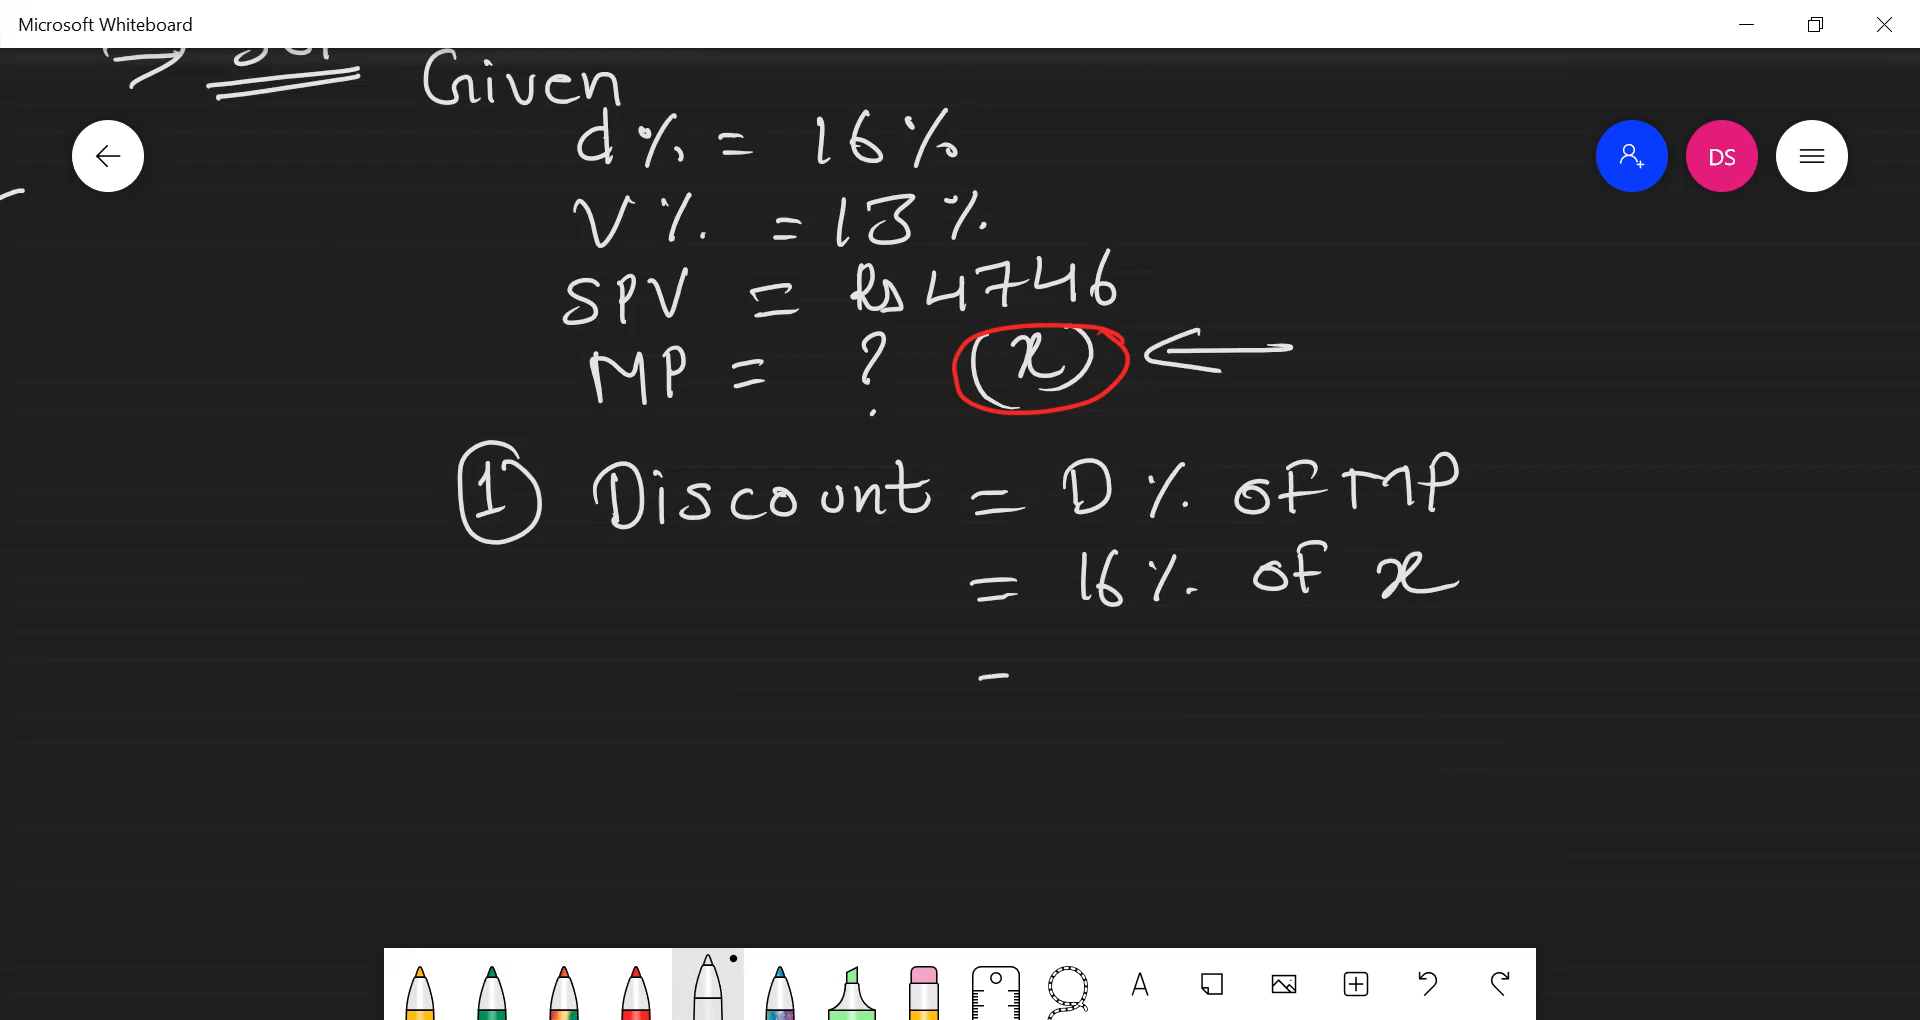 Microsoft Whiteboard
Given
d% = 16%
V% = 13%
SPV = Rs 4746
MP = ? (x)
DS
① Discount = D% of MP
= 16% of x
-
A